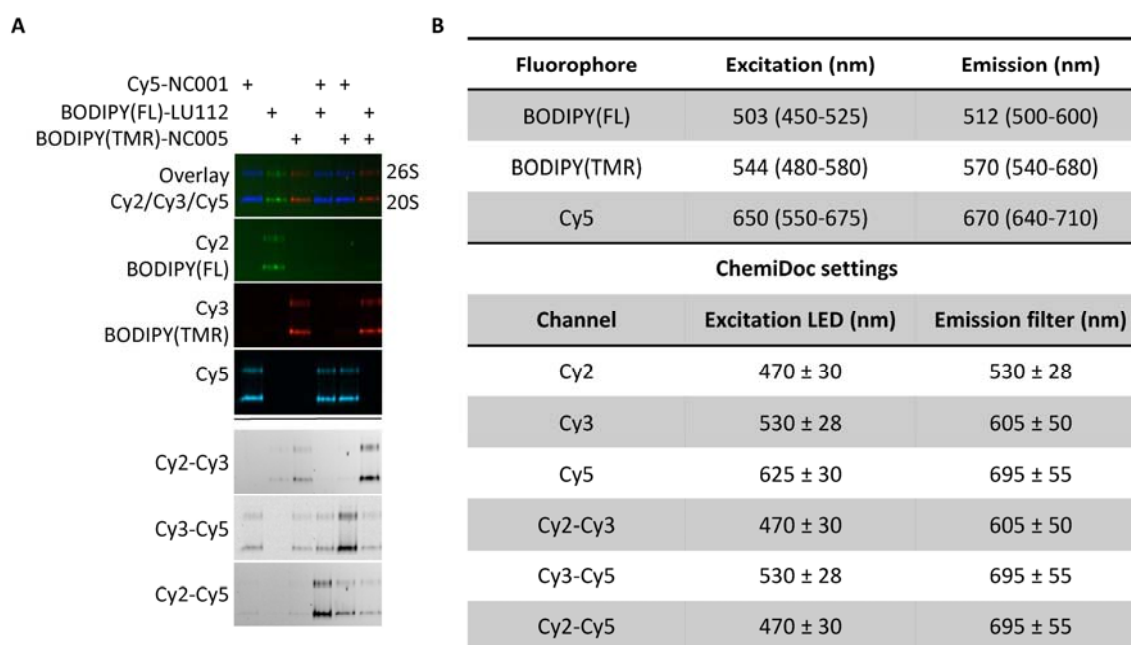 A
Cy5-NC001 + + +
BODIPY(FL)-LU112 + + +
BODIPY(TMR)-NC005 + + +
Overlay
Cy2/Cy3/Cy5
26S
20S
Cy2
BODIPY(FL)
Cy3
BODIPY(TMR)
Cy5
Cy2-Cy3
Cy3-Cy5
Cy2-Cy5
B
Fluorophore Excitation (nm) Emission (nm)
BODIPY(FL) 503 (450-525) 512 (500-600)
BODIPY(TMR) 544 (480-580) 570 (540-680)
Cy5 650 (550-675) 670 (640-710)
ChemiDoc settings
Channel Excitation LED (nm) Emission filter (nm)
Cy2 470 ± 30 530 ± 28
Cy3 530 ± 28 605 ± 50
Cy5 625 ± 30 695 ± 55
Cy2-Cy3 470 ± 30 605 ± 50
Cy3-Cy5 530 ± 28 695 ± 55
Cy2-Cy5 470 ± 30 695 ± 55